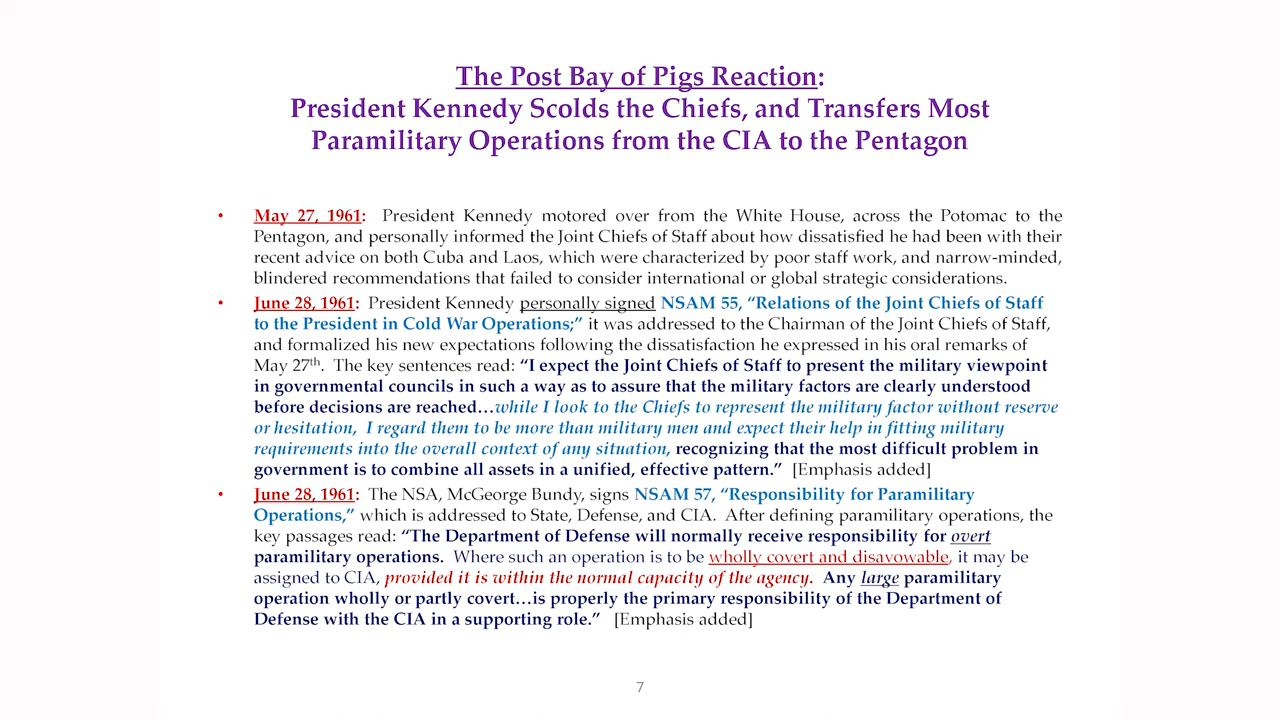 The Post Bay of Pigs Reaction:
President Kennedy Scolds the Chiefs, and Transfers Most
Paramilitary Operations from the CIA to the Pentagon
• May 27, 1961: President Kennedy motored over from the White House, across the Potomac to the
Pentagon, and personally informed the Joint Chiefs of Staff about how dissatisfied he had been with their
recent advice on both Cuba and Laos, which were characterized by poor staff work, and narrow-minded,
blindered recommendations that failed to consider international or global strategic considerations.
• June 28, 1961: President Kennedy personally signed NSAM 55, “Relations of the Joint Chiefs of Staff
to the President in Cold War Operations;” it was addressed to the Chairman of the Joint Chiefs of Staff,
and formalized his new expectations following the dissatisfaction he expressed in his oral remarks of
May 27th. The key sentences read: “I expect the Joint Chiefs of Staff to present the military viewpoint
in governmental councils in such a way as to assure that the military factors are clearly understood
before decisions are reached…while I look to the Chiefs to represent the military factor without reserve
or hesitation, I regard them to be more than military men and expect their help in fitting military
requirements into the overall context of any situation, recognizing that the most difficult problem in
government is to combine all assets in a unified, effective pattern.” [Emphasis added]
• June 28, 1961: The NSA, McGeorge Bundy, signs NSAM 57, “Responsibility for Paramilitary
Operations,” which is addressed to State, Defense, and CIA. After defining paramilitary operations, the
key passages read: “The Department of Defense will normally receive responsibility for overt
paramilitary operations. Where such an operation is to be wholly covert and disavowable, it may be
assigned to CIA, provided it is within the normal capacity of the agency. Any large paramilitary
operation wholly or partly covert…is properly the primary responsibility of the Department of
Defense with the CIA in a supporting role.” [Emphasis added]
7